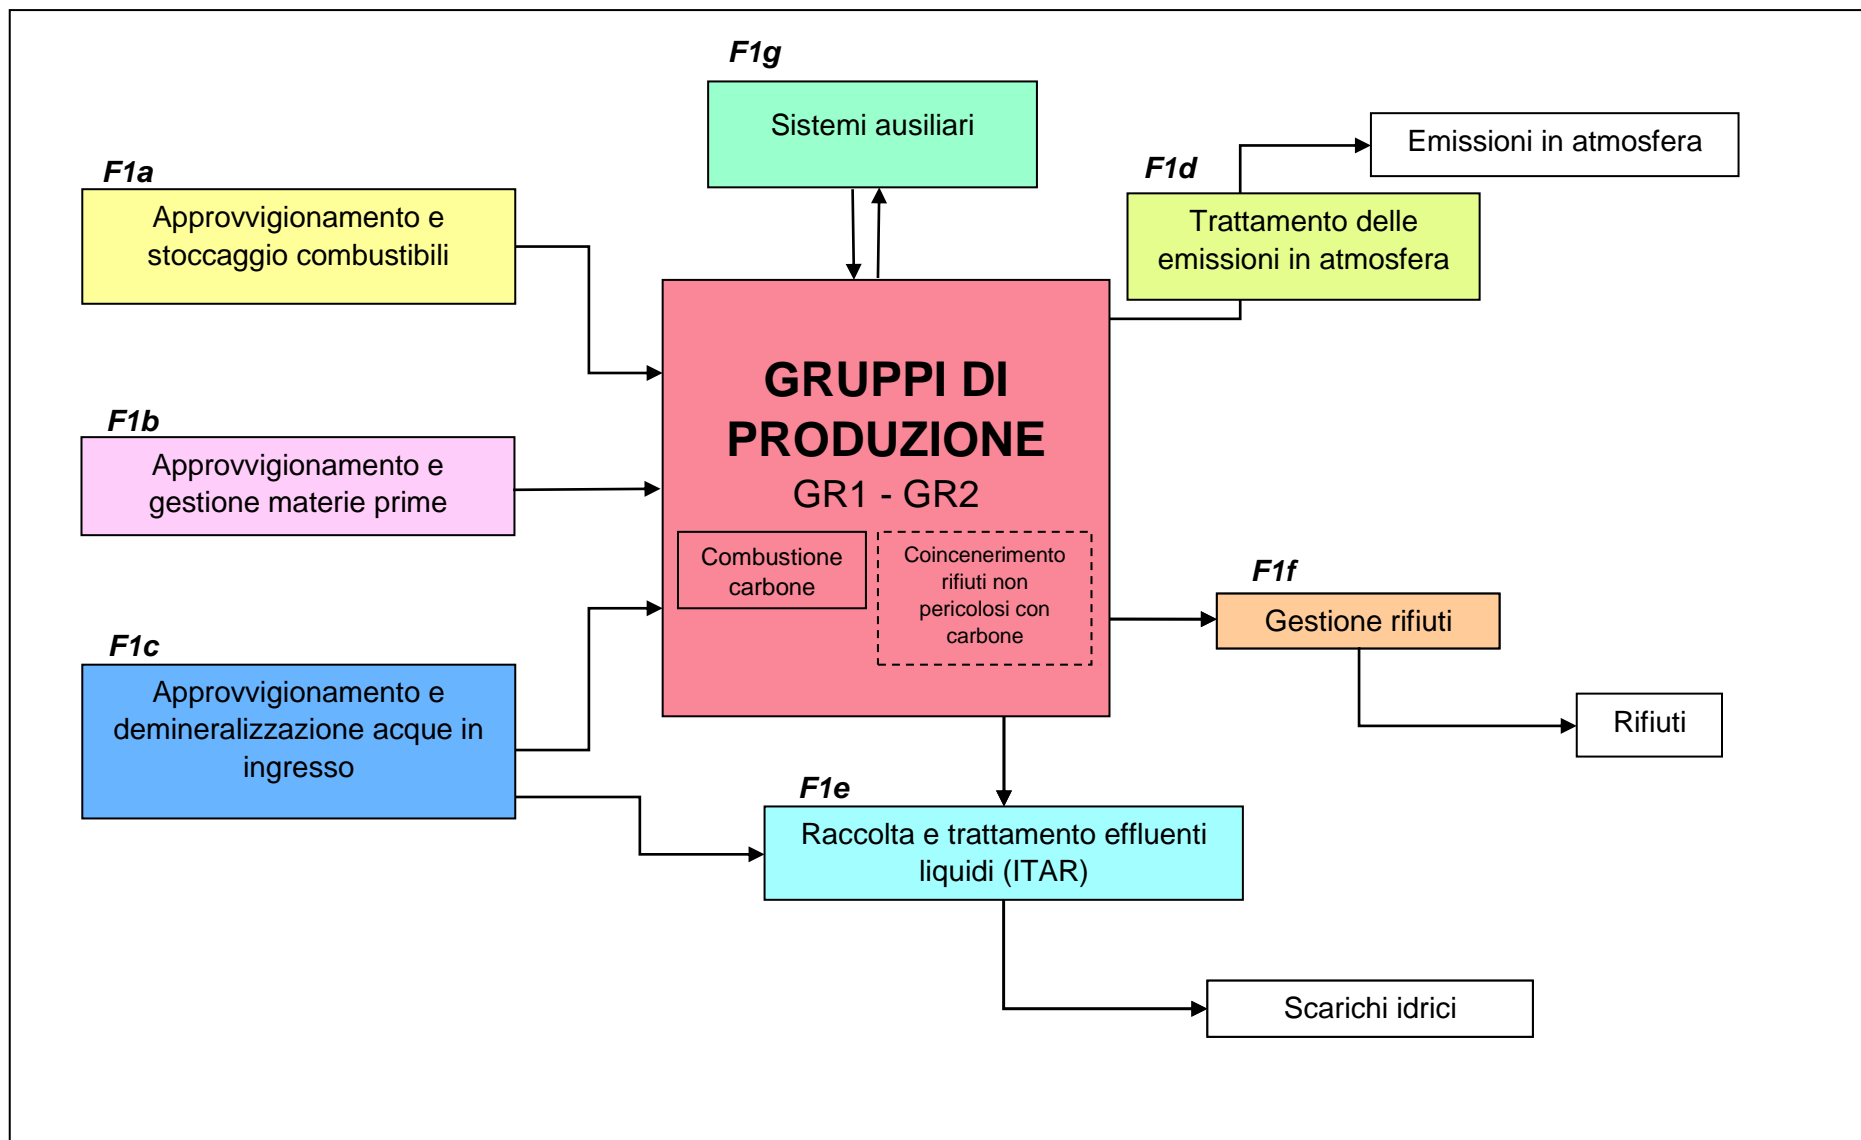 F1g
Sistemi ausiliari
Emissioni in atmosfera
F1d
Trattamento delle
emissioni in atmosfera
F1a
Approvvigionamento e
stoccaggio combustibili
GRUPPI DI
PRODUZIONE
GR1 - GR2
Combustione
carbone
Coincenerimento
rifiuti non
pericolosi con
carbone
F1b
Approvvigionamento e
gestione materie prime
F1f
Gestione rifiuti
Rifiuti
F1c
Approvvigionamento e
demineralizzazione acque in
ingresso
F1e
Raccolta e trattamento effluenti
liquidi (ITAR)
Scarichi idrici